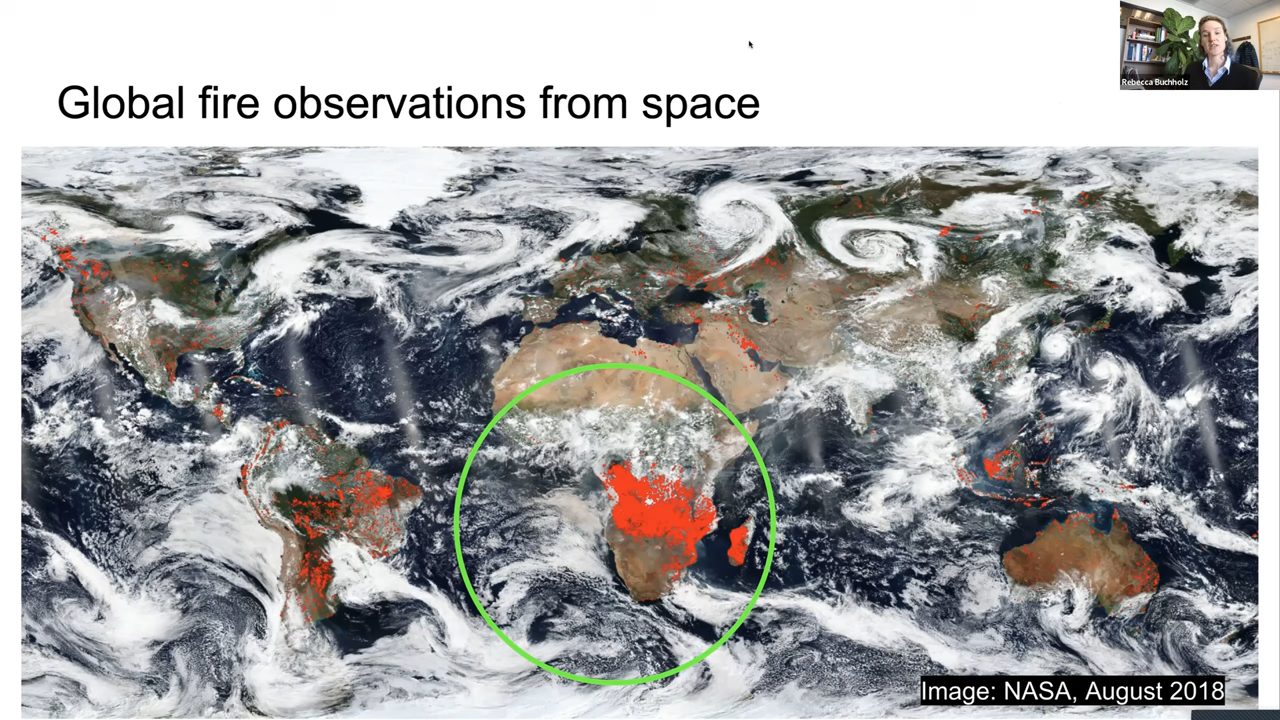 Rebecca Buchholz
Global fire observations from space
Image: NASA, August 2018